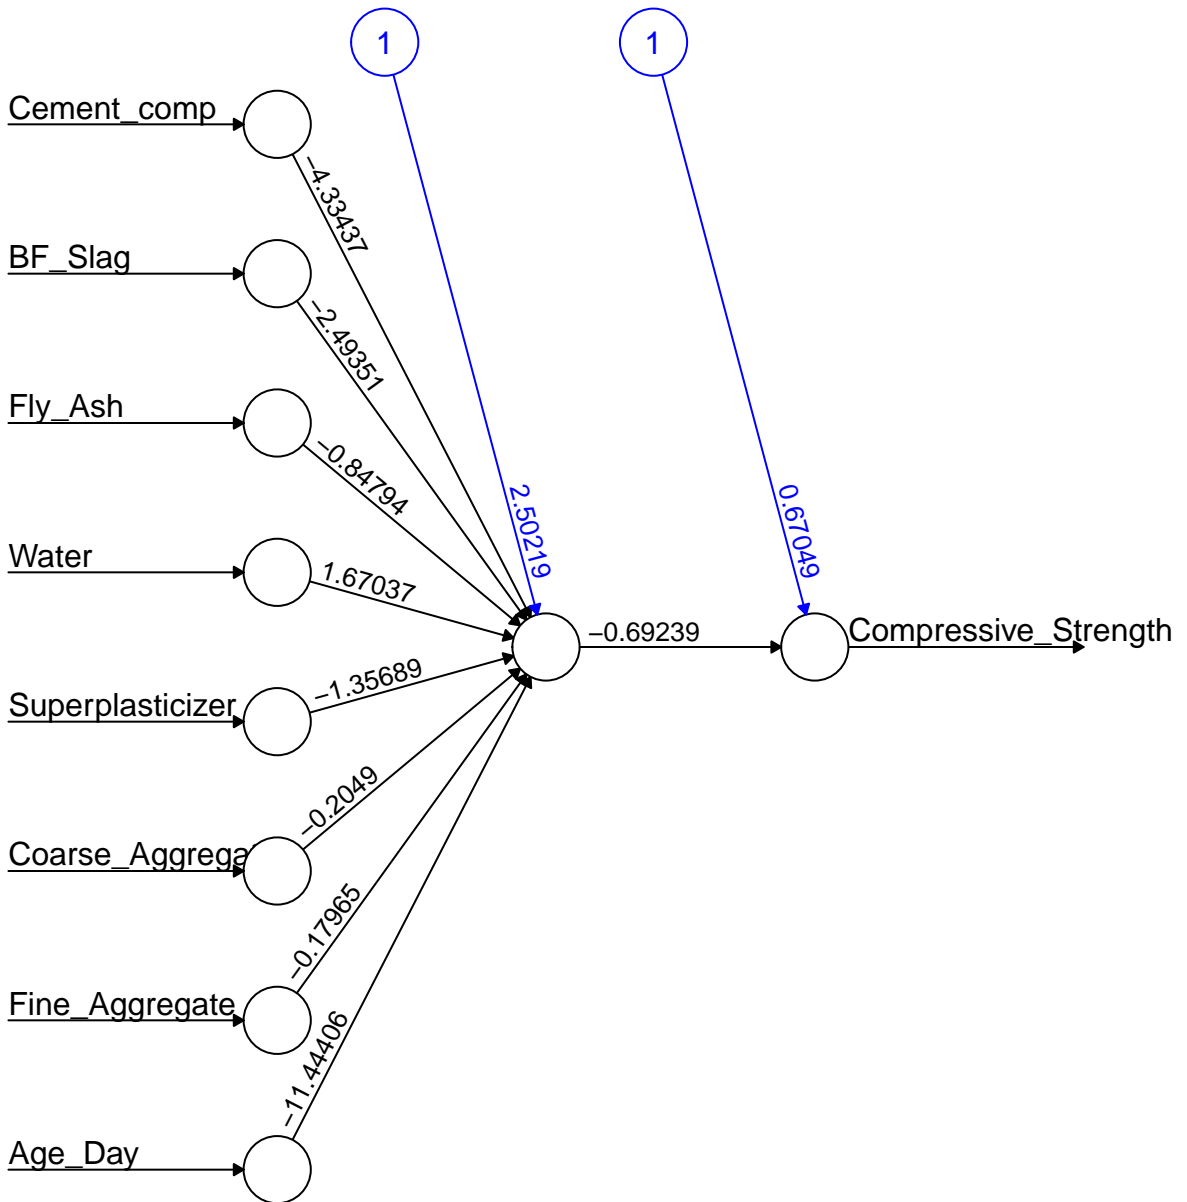 1
1
Cement_comp
−4.33437
BF_Slag
−2.49351
Fly_Ash
−0.84794
2.50219
0.67049
Water
1.67037
−0.69239
Compressive_Strength
Superplasticizer
−1.35689
Coarse_Aggrega
−0.2049
Fine_Aggregate
−0.17965
Age_Day
−11.44406